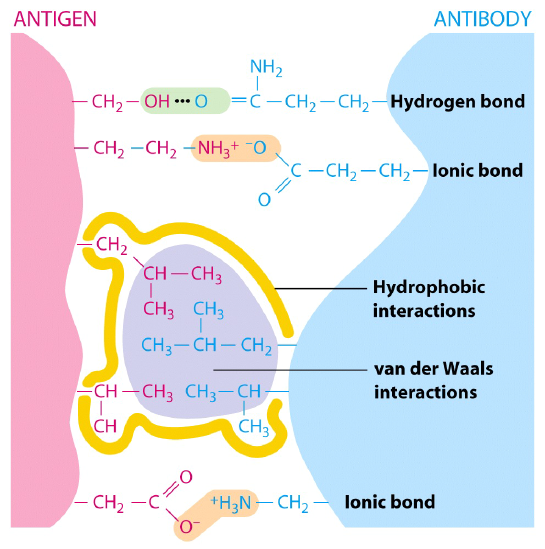 ANTIGEN ANTIBODY
NH₂
– CH₂ – OH ••• O = C – CH₂ – CH₂ – Hydrogen bond
– CH₂ – CH₂ – NH₃⁺ ⁻O
C – CH₂ – CH₂ – Ionic bond
O
– CH₂
CH – CH₃
Hydrophobic
interactions
CH₃ CH₃
CH₃ – CH – CH₂ –
van der Waals
interactions
– CH – CH₃ CH₃ – CH –
CH CH₃
O
– CH₂ – C ⁺H₃N – CH₂ – Ionic bond
O⁻